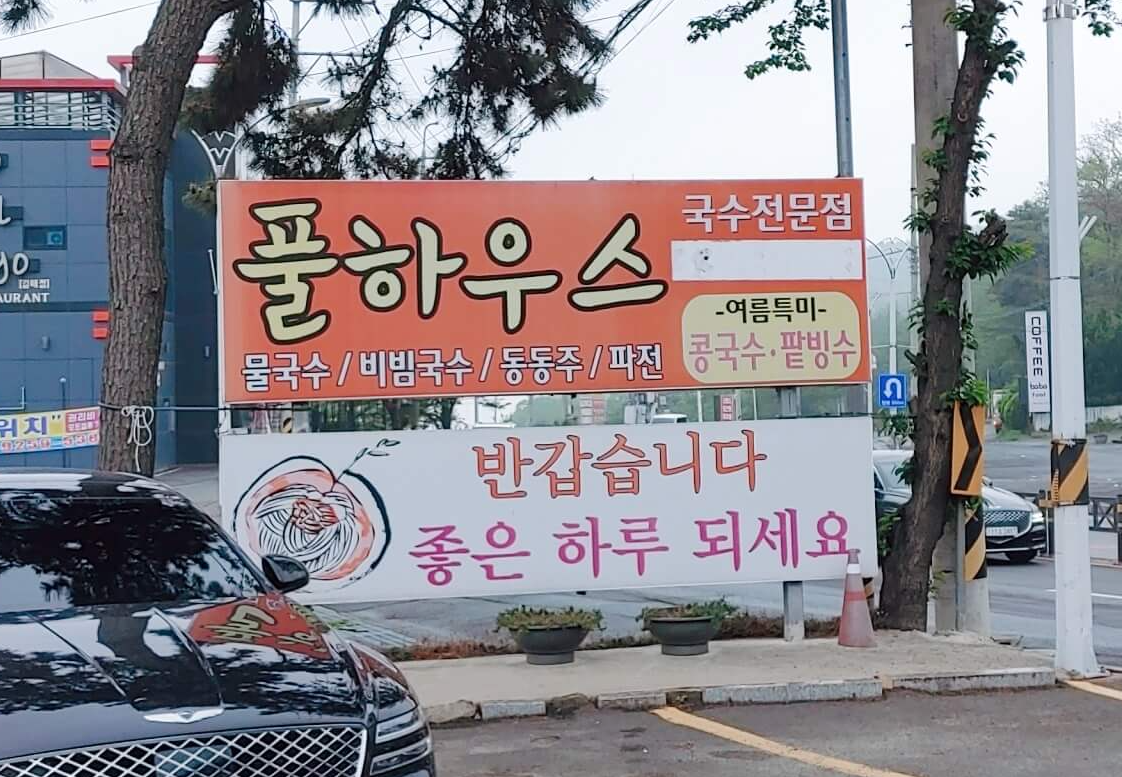 풀하우스
국수전문점
-여름특미-
콩국수·팥빙수
물국수 / 비빔국수 / 동동주 / 파전
반갑습니다
좋은 하루 되세요
COFFEE